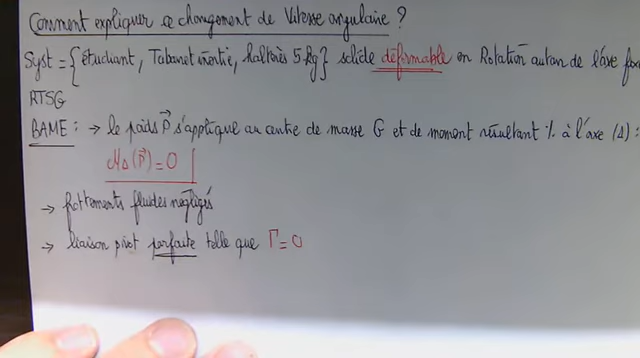 Comment expliquer ce changement de Vitesse angulaire ?
Syst = {étudiant, Tabouret inertie, haltères 5 kg} solide déformable en Rotation autour de l'axe
RTSG
BAME : → le poids P⃗ s'applique au centre de masse G et de moment résultant % à l'axe (Δ) :
M_Δ(P⃗) = 0
→ frottements fluides négligés
→ liaison pivot parfaite telle que Γ = 0